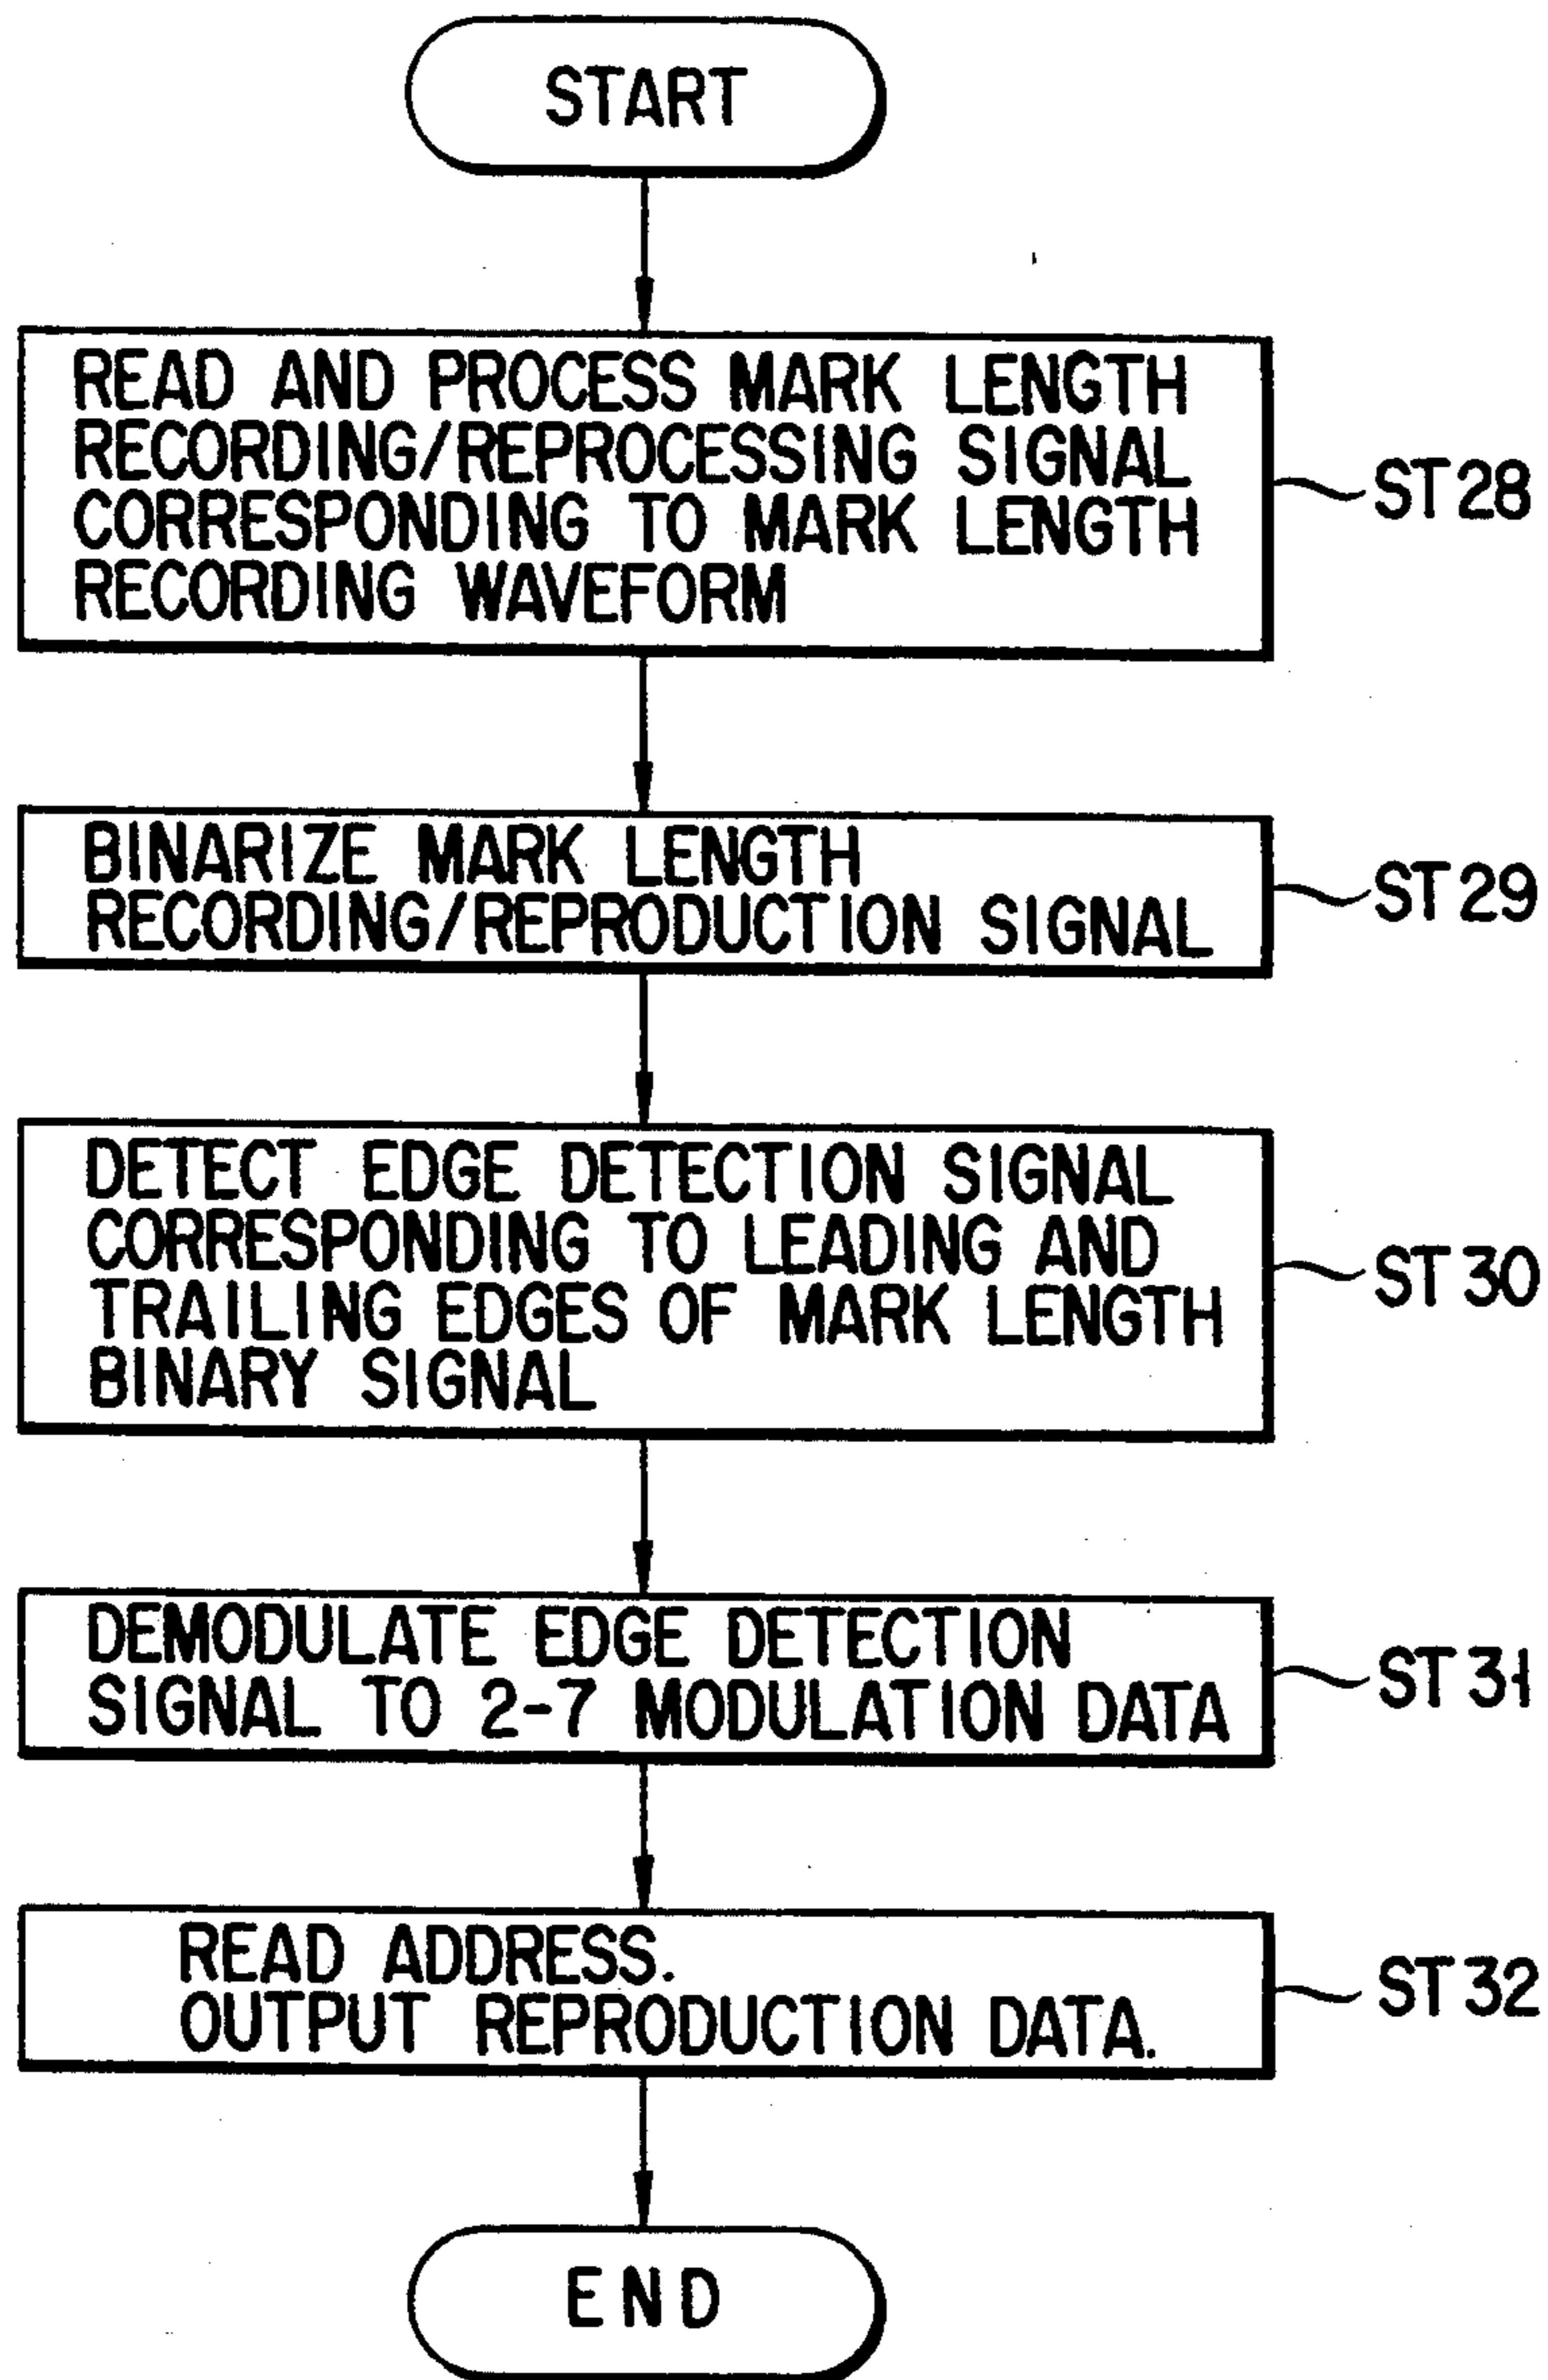 START
READ AND PROCESS MARK LENGTH
RECORDING/REPROCESSING SIGNAL
CORRESPONDING TO MARK LENGTH
RECORDING WAVEFORM
ST28
BINARIZE MARK LENGTH
RECORDING/REPRODUCTION SIGNAL
ST29
DETECT EDGE DETECTION SIGNAL
CORRESPONDING TO LEADING AND
TRAILING EDGES OF MARK LENGTH
BINARY SIGNAL
ST30
DEMODULATE EDGE DETECTION
SIGNAL TO 2-7 MODULATION DATA
ST31
READ ADDRESS.
OUTPUT REPRODUCTION DATA.
ST32
END